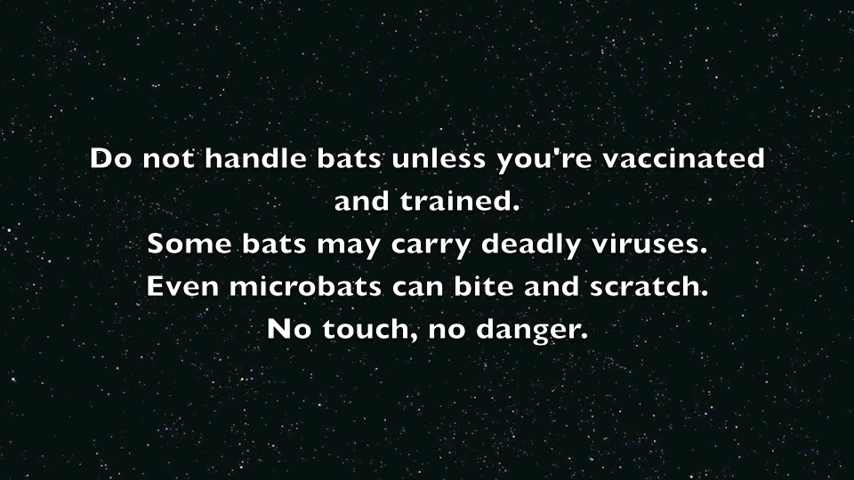 Do not handle bats unless you're vaccinated
and trained.
Some bats may carry deadly viruses.
Even microbats can bite and scratch.
No touch, no danger.